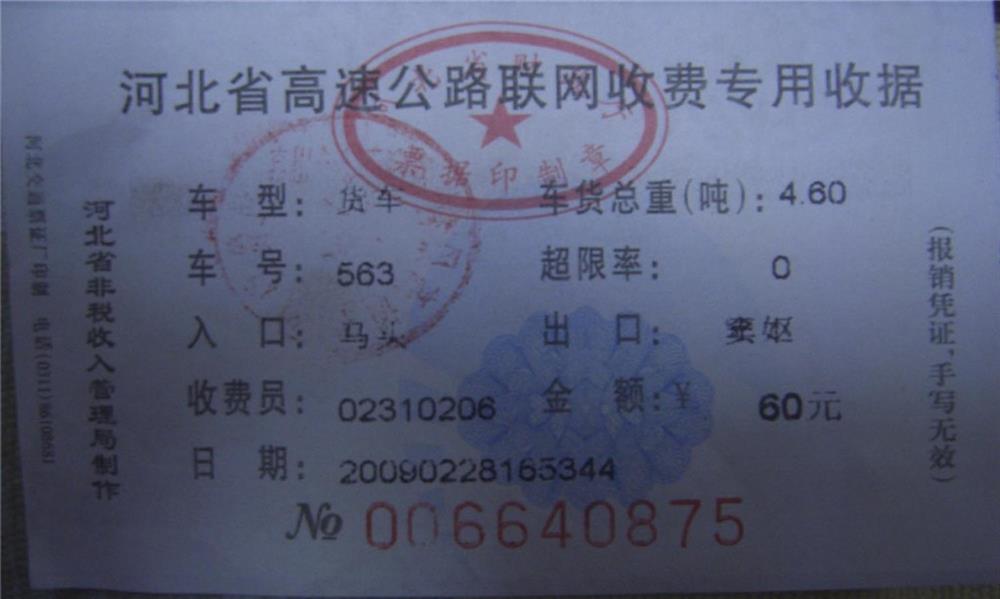 河北省高速公路联网收费专用收据
票据印制章
车 型: 货车 车货总重(吨): 4.60
车 号: 563 超限率: 0
入 口: 马头 出 口: 窦妪
收费员: 02310206 金 额:¥ 60元
日 期: 20090228165344
№ 006640875
河北省非税收入管理局制作
(报销凭证,手写无效)